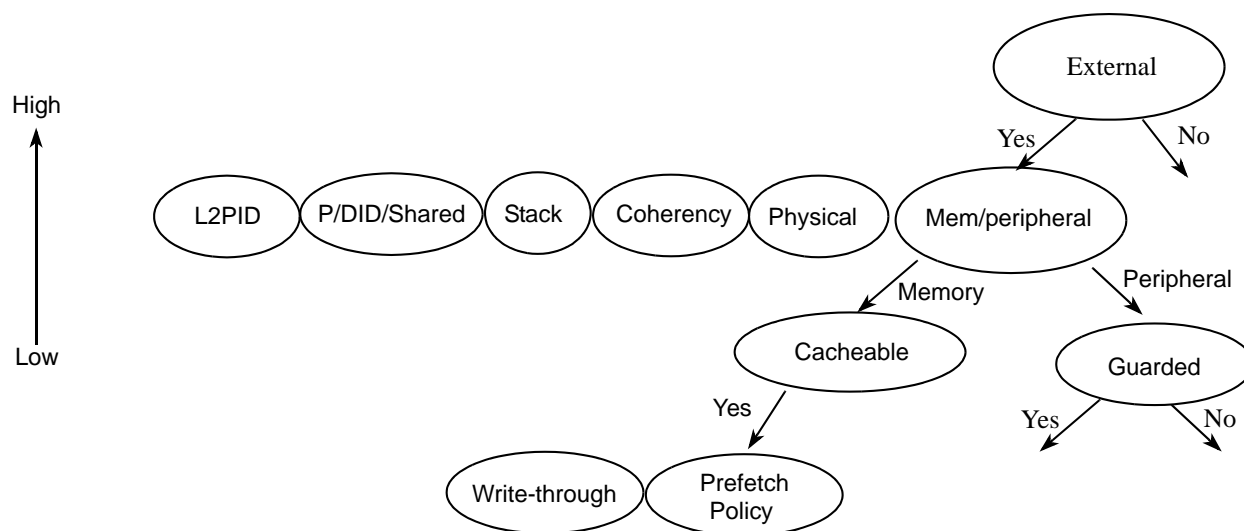 External
High
Yes
No
L2PID
P/DID/Shared
Stack
Coherency
Physical
Mem/peripheral
Memory
Peripheral
Low
Cacheable
Guarded
Yes
Yes
No
Write-through
Prefetch
Policy